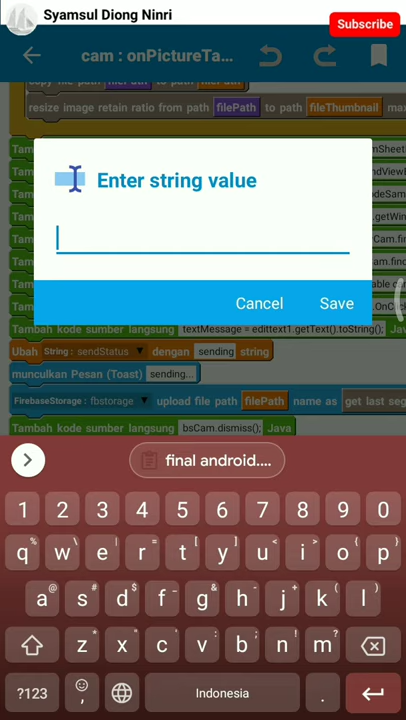 Syamsul Diong Ninri
Subscribe
cam : onPictureTa...
resize image retain ratio from path filePath to path fileThumbnail max
Enter string value
Cancel Save
Tambah kode sumber langsung textMessage = edittext1.getText().toString();
Ubah String : sendStatus dengan sending string
munculkan Pesan (Toast) sending...
FirebaseStorage : fbstorage upload file path filePath name as get last seg
Tambah kode sumber langsung bsCam.dismiss(); Java
final android....
1 2 3 4 5 6 7 8 9 0
q% w\ e| r= t[ y] u< i> o{ p}
a@ s# d$ f_ g& h- j+ k( l)
z* x" c' v: b; n! m?
?123 , Indonesia .